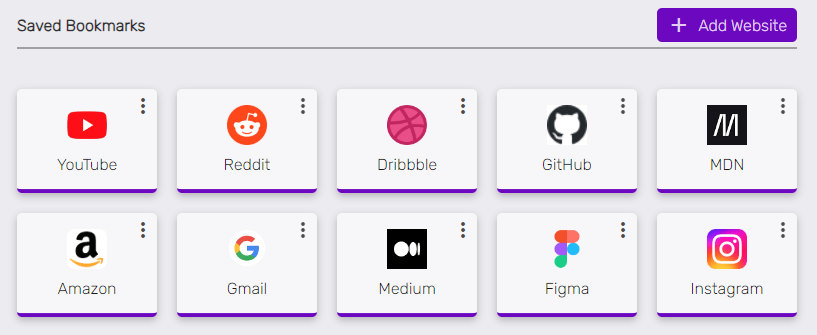 Saved Bookmarks
+ Add Website
YouTube
Reddit
Dribbble
GitHub
MDN
Amazon
Gmail
Medium
Figma
Instagram